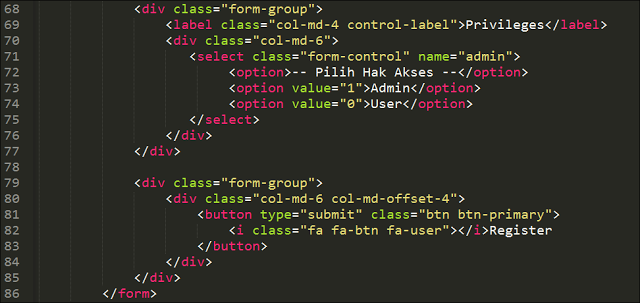 68 <div class="form-group">
69 <label class="col-md-4 control-label">Privileges</label>
70 <div class="col-md-6">
71 <select class="form-control" name="admin">
72 <option>-- Pilih Hak Akses --</option>
73 <option value="1">Admin</option>
74 <option value="0">User</option>
75 </select>
76 </div>
77 </div>
78
79 <div class="form-group">
80 <div class="col-md-6 col-md-offset-4">
81 <button type="submit" class="btn btn-primary">
82 <i class="fa fa-btn fa-user"></i>Register
83 </button>
84 </div>
85 </div>
86 </form>